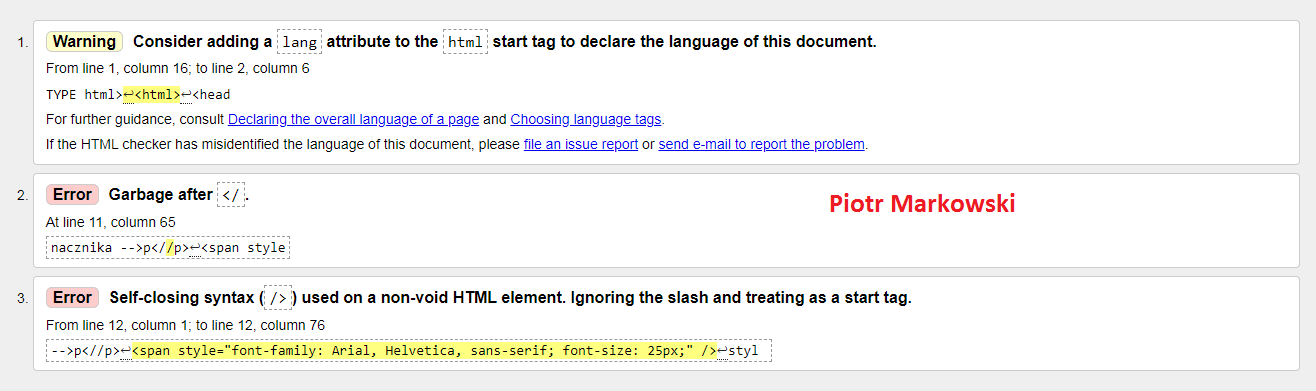 1. Warning Consider adding a lang attribute to the html start tag to declare the language of this document.
From line 1, column 16; to line 2, column 6
TYPE html>↩<html>↩<head
For further guidance, consult Declaring the overall language of a page and Choosing language tags.
If the HTML checker has misidentified the language of this document, please file an issue report or send e-mail to report the problem.
2. Error Garbage after </.
Piotr Markowski
At line 11, column 65
nacznika -->p<//p>↩<span style
3. Error Self-closing syntax (/>) used on a non-void HTML element. Ignoring the slash and treating as a start tag.
From line 12, column 1; to line 12, column 76
-->p<//p>↩<span style="font-family: Arial, Helvetica, sans-serif; font-size: 25px;" />↩styl